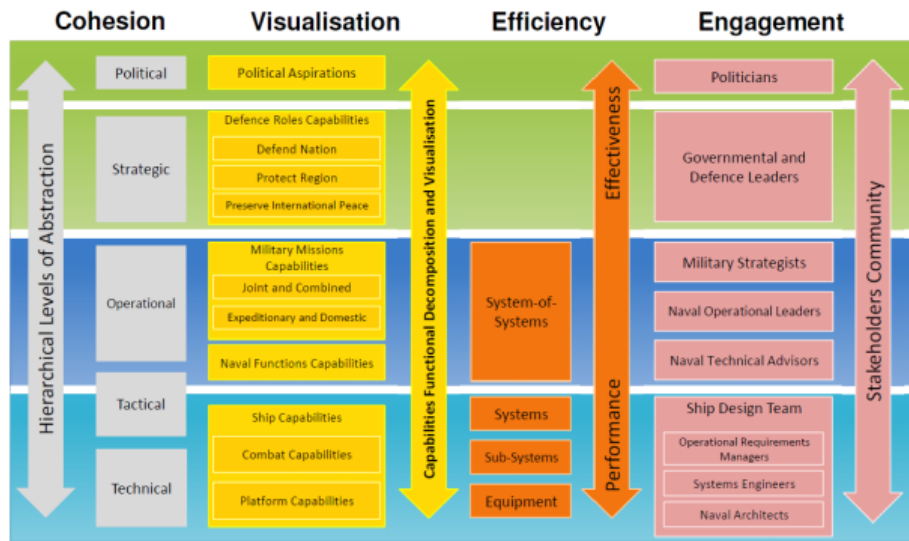 Cohesion
Visualisation
Efficiency
Engagement
Hierarchical Levels of Abstraction
Political
Strategic
Operational
Tactical
Technical
Political Aspirations
Defence Roles Capabilities
Defend Nation
Protect Region
Preserve International Peace
Military Missions
Capabilities
Joint and Combined
Expeditionary and Domestic
Naval Functions Capabilities
Ship Capabilities
Combat Capabilities
Platform Capabilities
Capabilities Functional Decomposition and Visualisation
System-of-
Systems
Systems
Sub-Systems
Equipment
Effectiveness
Performance
Politicians
Governmental and
Defence Leaders
Military Strategists
Naval Operational Leaders
Naval Technical Advisors
Ship Design Team
Operational Requirements
Managers
Systems Engineers
Naval Architects
Stakeholders Community